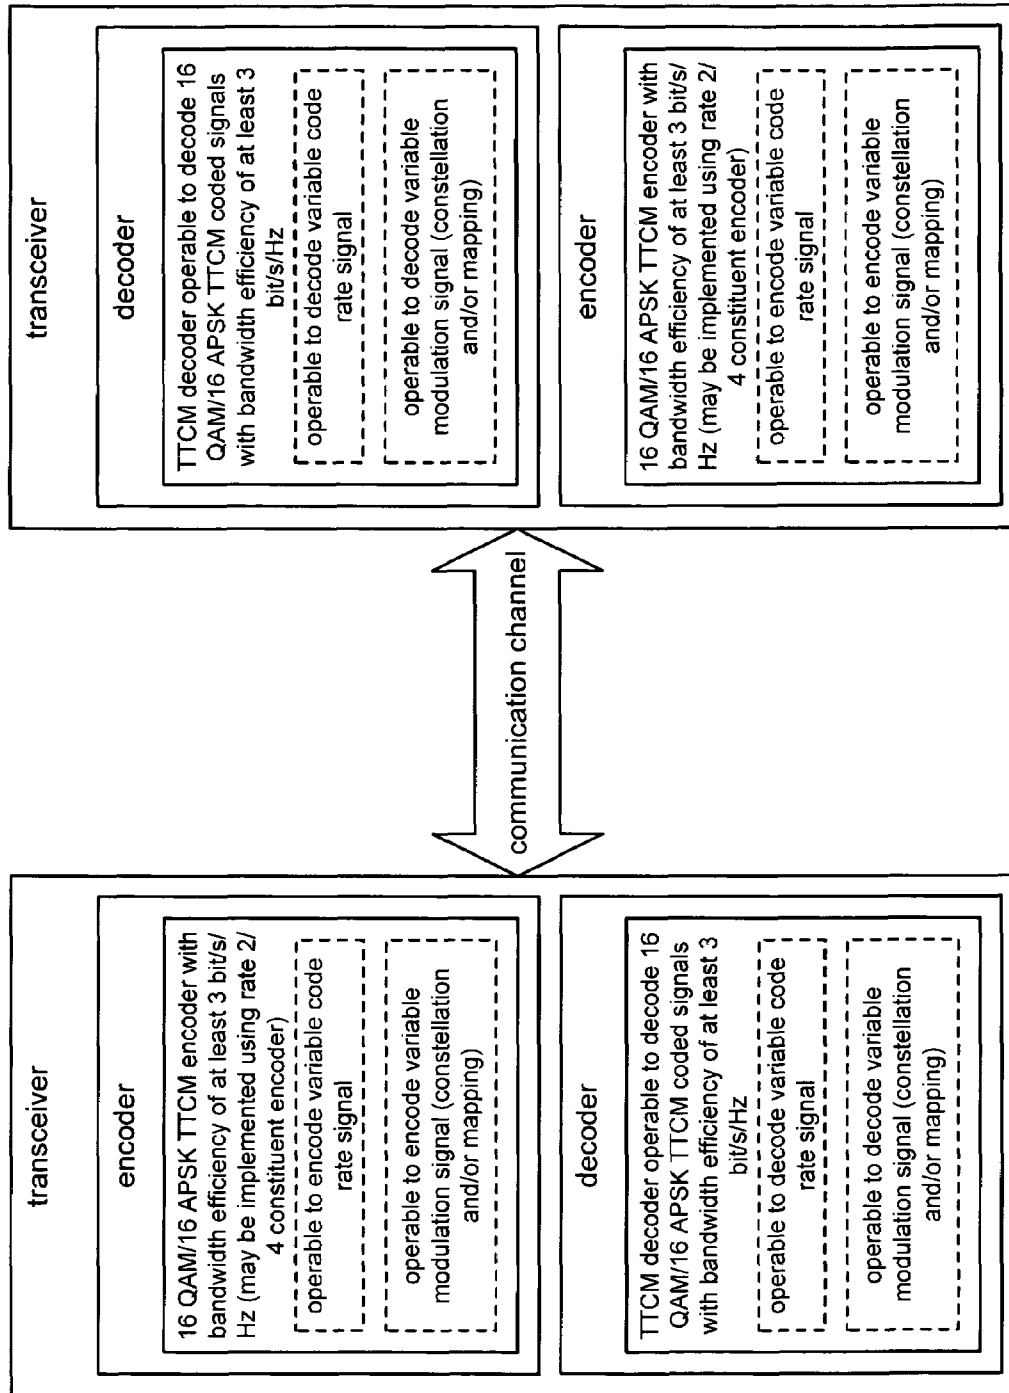 transceiver
encoder
16 QAM/16 APSK TTCM encoder with
bandwidth efficiency of at least 3 bit/s/
Hz (may be implemented using rate 2/
4 constituent encoder)
operable to encode variable code
rate signal
operable to encode variable
modulation signal (constellation
and/or mapping)
decoder
TTCM decoder operable to decode 16
QAM/16 APSK TTCM coded signals
with bandwidth efficiency of at least 3
bit/s/Hz
operable to decode variable code
rate signal
operable to decode variable
modulation signal (constellation
and/or mapping)
communication channel
transceiver
decoder
TTCM decoder operable to decode 16
QAM/16 APSK TTCM coded signals
with bandwidth efficiency of at least 3
bit/s/Hz
operable to decode variable code
rate signal
operable to decode variable
modulation signal (constellation
and/or mapping)
encoder
16 QAM/16 APSK TTCM encoder with
bandwidth efficiency of at least 3 bit/s/
Hz (may be implemented using rate 2/
4 constituent encoder)
operable to encode variable code
rate signal
operable to encode variable
modulation signal (constellation
and/or mapping)